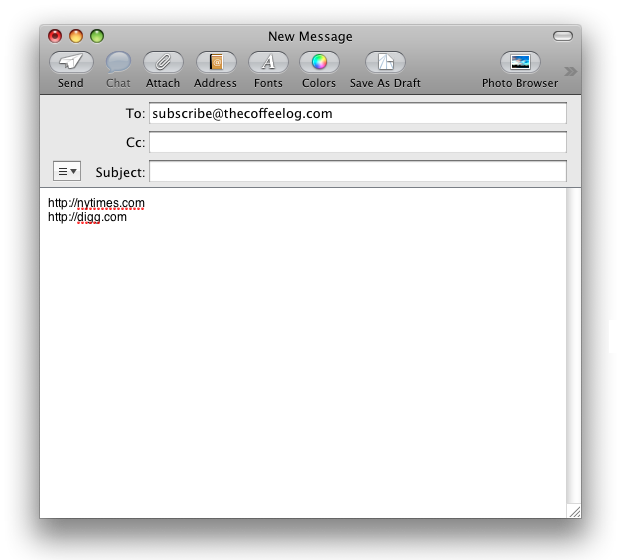 New Message
Send Chat Attach Address Fonts Colors Save As Draft Photo Browser
To: subscribe@thecoffeelog.com
Cc:
Subject:
http://nytimes.com
http://digg.com